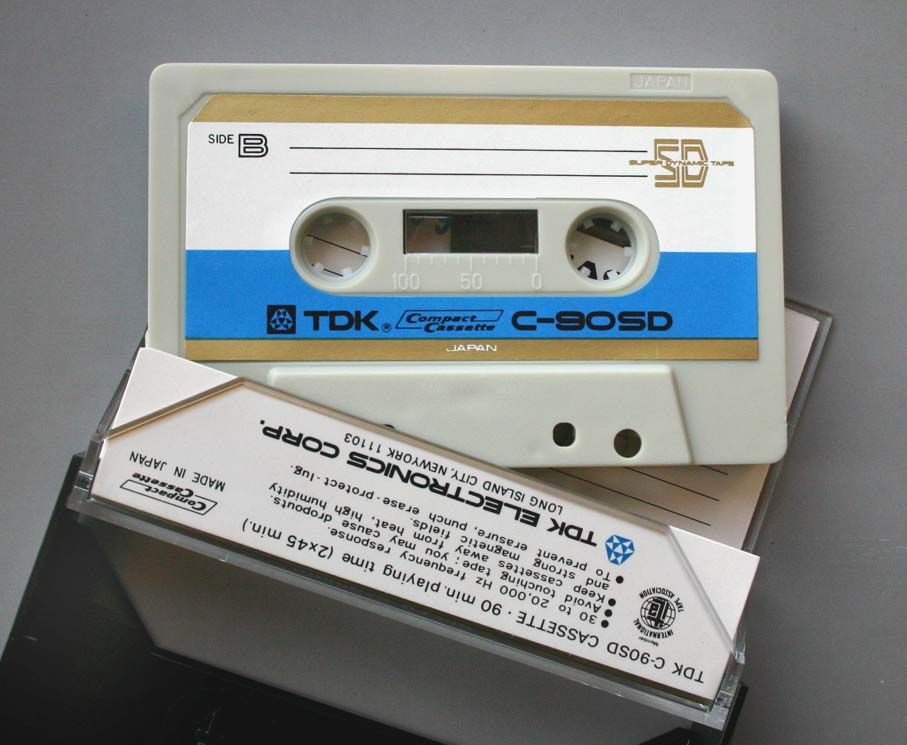 JAPAN
SIDE B
SD
SUPER DYNAMIC TAPE
100 50 0
TDK® Compact Cassette C-90SD
JAPAN
TDK C-90SD CASSETTE · 90 min. playing time (2x45 min.)
• 30 to 20,000 Hz frequency response.
• Avoid touching tape; you may cause dropouts.
• Keep cassettes away from heat, high humidity
and strong magnetic fields.
• To prevent erasure, punch erase-protect-lug.
Member
INTERNATIONAL
ITA
TAPE ASSOCIATION
TDK ELECTRONICS CORP.
LONG ISLAND CITY, NEWYORK 11103
Compact
Cassette
MADE IN JAPAN